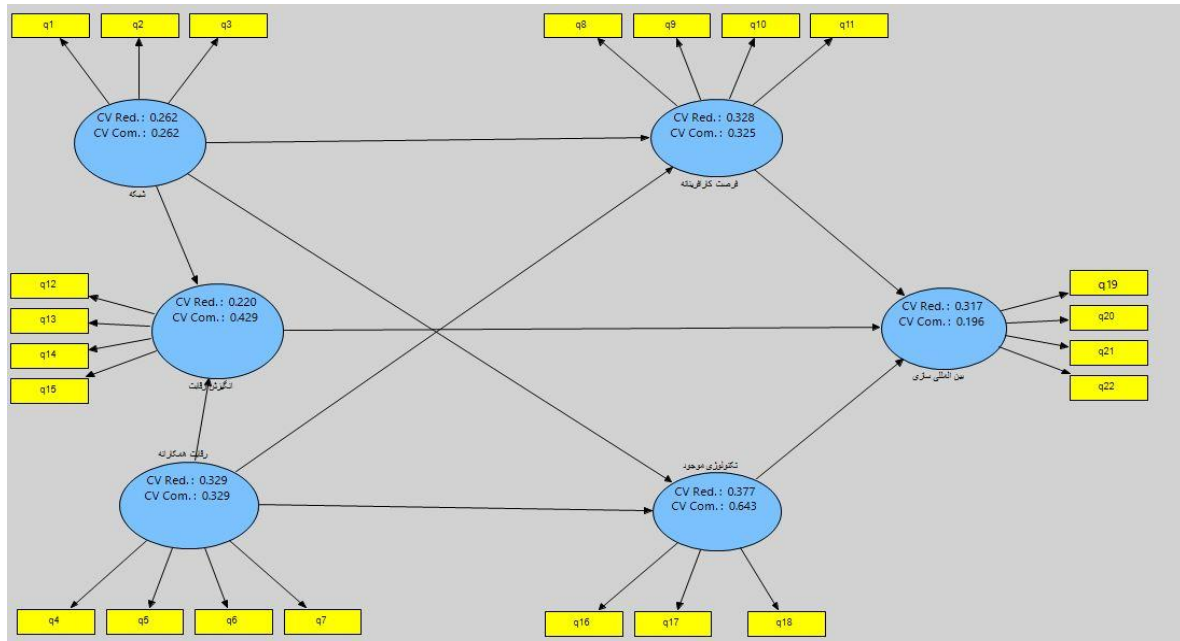 q1
q2
q3
q8
q9
q10
q11
CV Red.: 0.262
CV Com.: 0.262
شبکه
CV Red.: 0.328
CV Com.: 0.325
فرصت کارافرینانه
q12
q13
q14
q15
CV Red.: 0.220
CV Com.: 0.429
انگیزش رقابت
CV Red.: 0.317
CV Com.: 0.196
بین المللی سازی
q19
q20
q21
q22
رقابت همکارانه
CV Red.: 0.329
CV Com.: 0.329
تکنولوژی موجود
CV Red.: 0.377
CV Com.: 0.643
q4
q5
q6
q7
q16
q17
q18